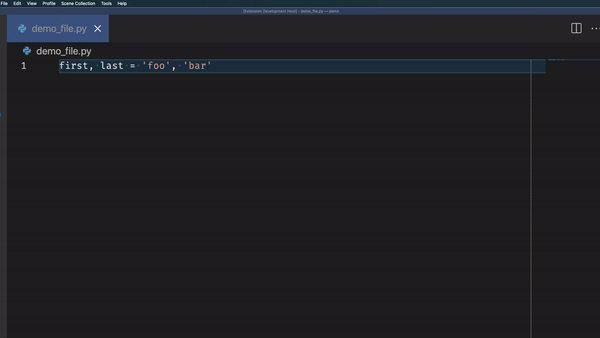 File Edit View Profile Scene Collection Tools Help
[Extension Development Host] - demo_file.py — demo
demo_file.py
demo_file.py
1 first, last = 'foo', 'bar'